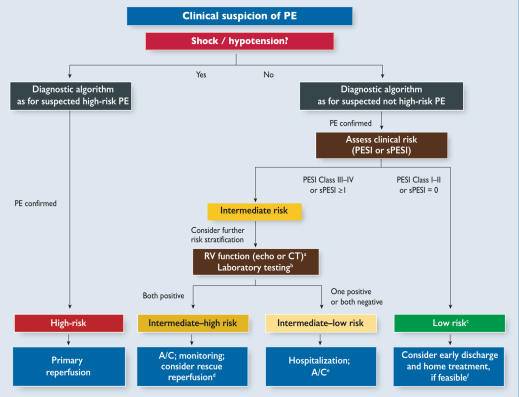 Clinical suspicion of PE
Shock / hypotension?
Yes
No
Diagnostic algorithm
as for suspected high-risk PE
Diagnostic algorithm
as for suspected not high-risk PE
PE confirmed
Assess clinical risk
(PESI or sPESI)
PESI Class III–IV
or sPESI ≥1
PESI Class I–II
or sPESI = 0
PE confirmed
Intermediate risk
Consider further
risk stratification
RV function (echo or CT)ᵃ
Laboratory testingᵇ
Both positive
One positive
or both negative
High-risk
Intermediate–high risk
Intermediate–low risk
Low riskᶜ
Primary
reperfusion
A/C; monitoring;
consider rescue
reperfusionᵈ
Hospitalization;
A/Cᵉ
Consider early discharge
and home treatment,
if feasibleᶠ